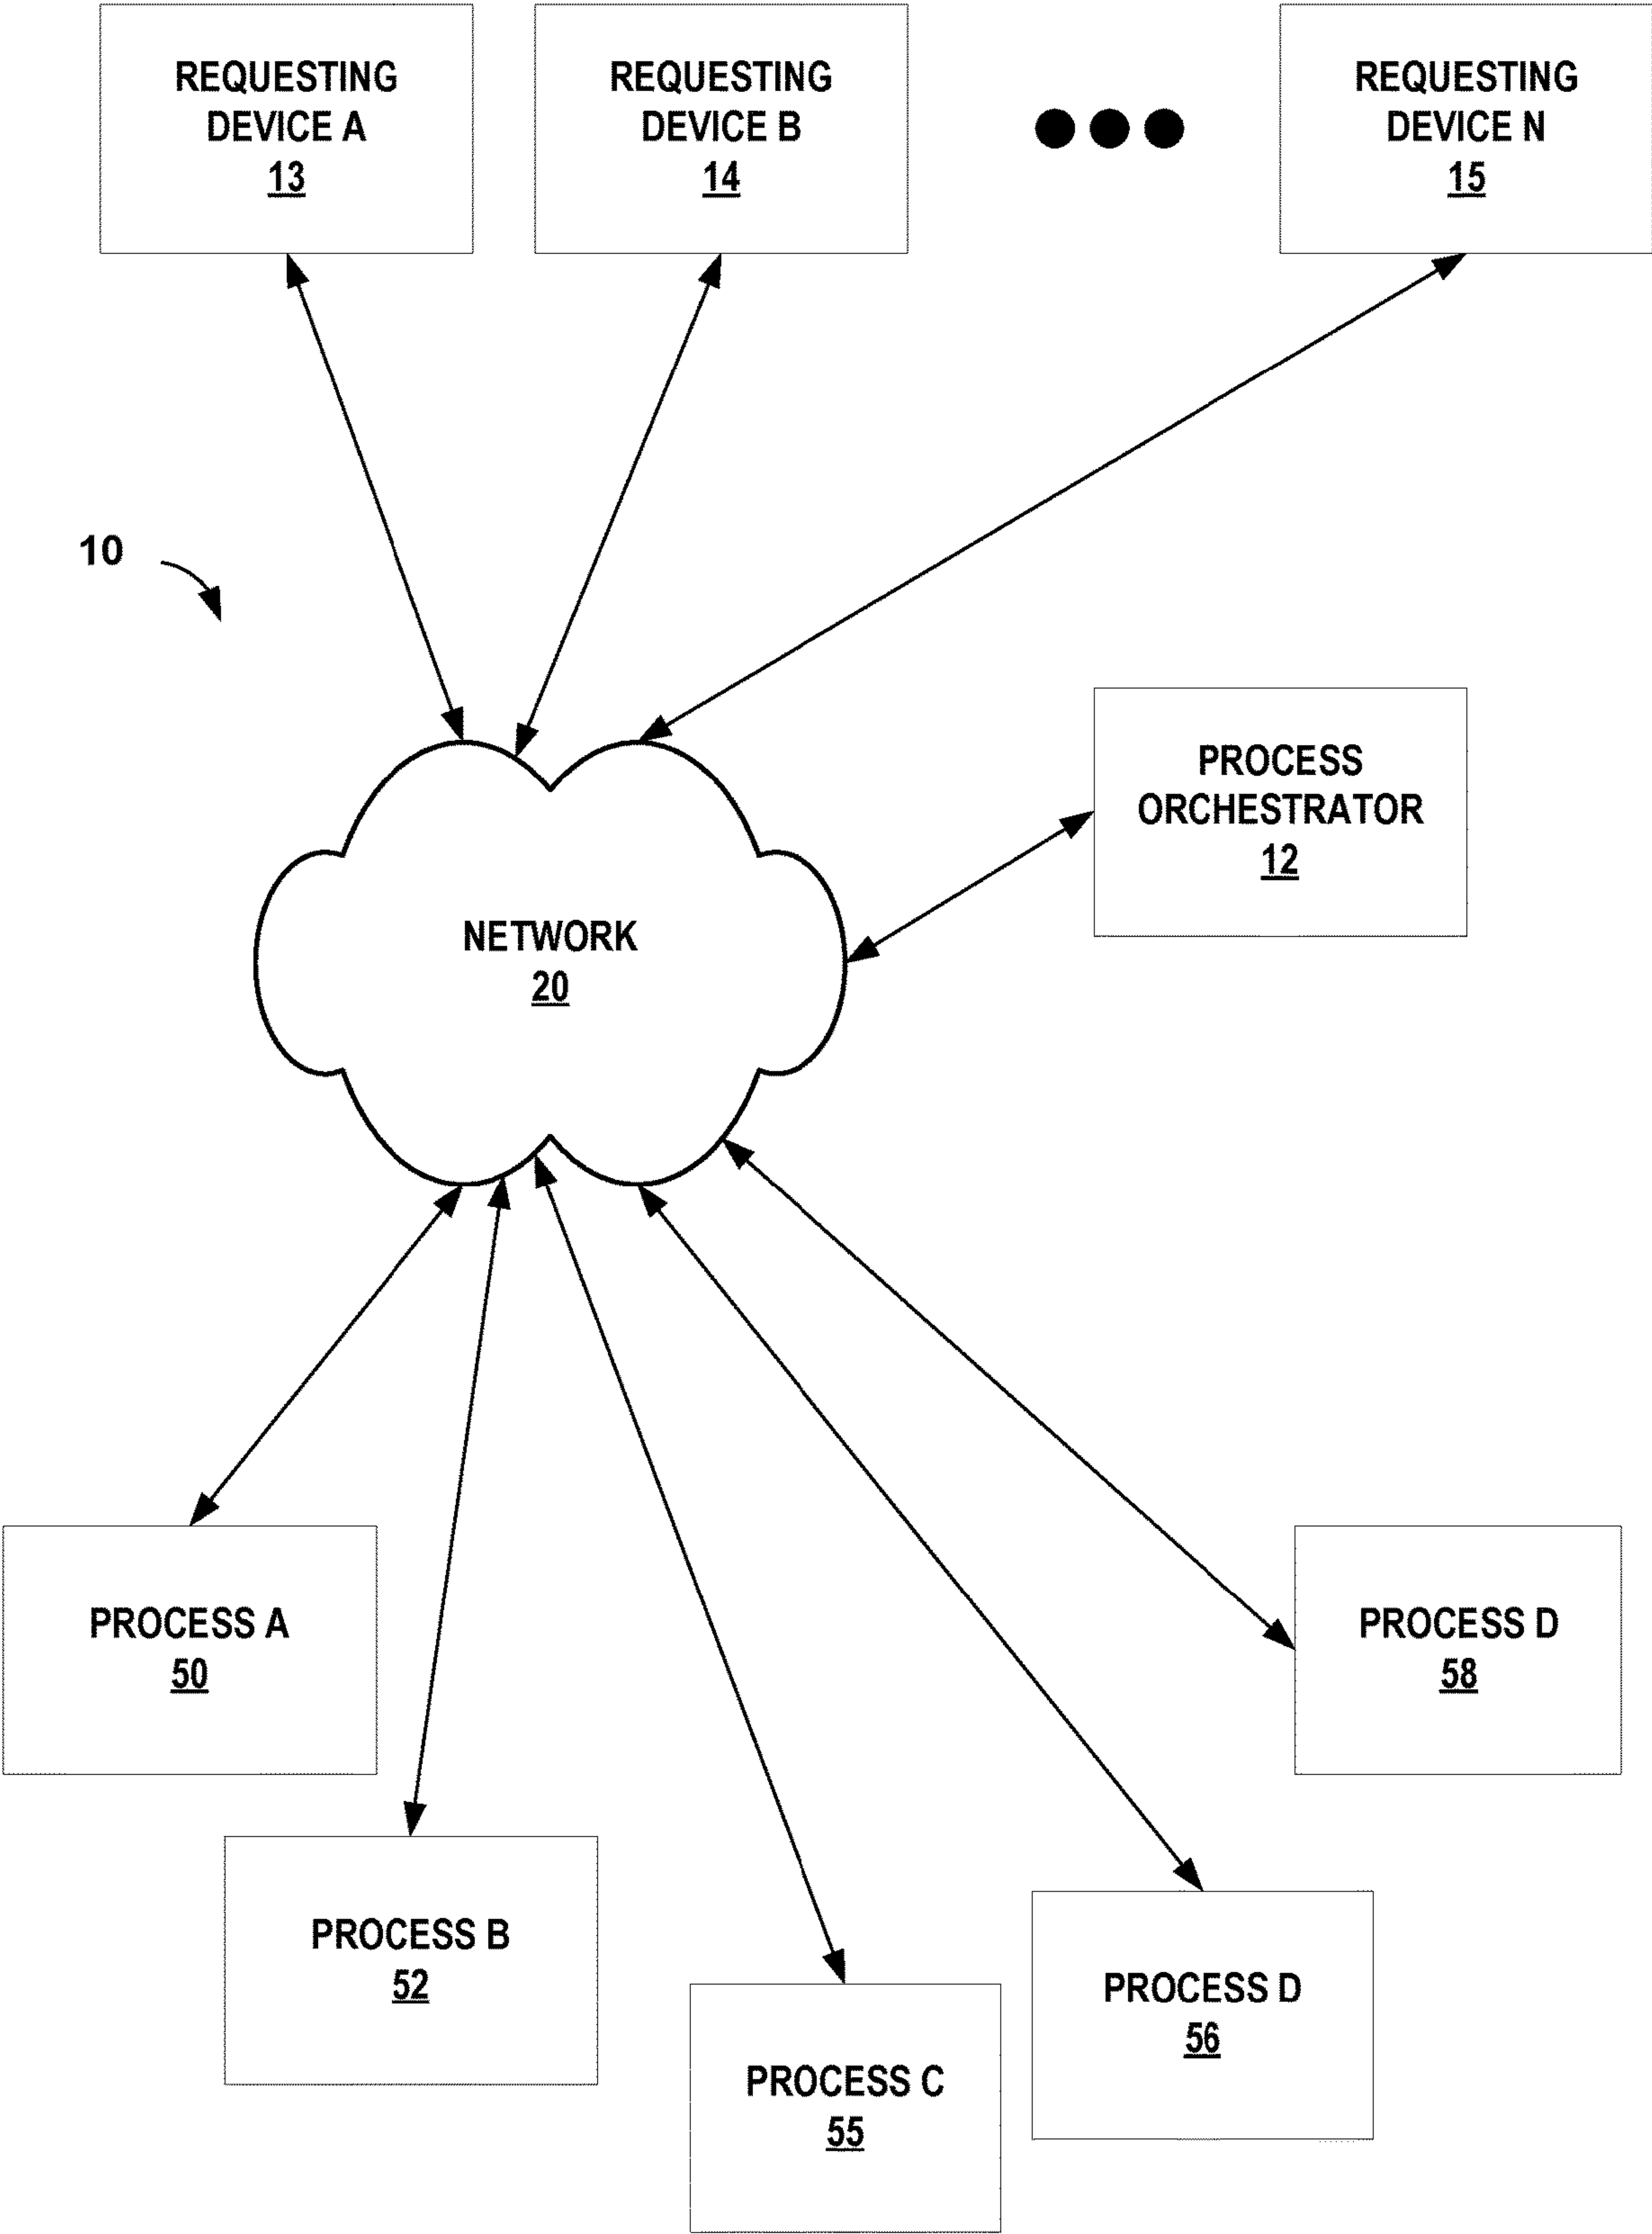 REQUESTING
DEVICE A
13
REQUESTING
DEVICE B
14
REQUESTING
DEVICE N
15
10
PROCESS
ORCHESTRATOR
12
NETWORK
20
PROCESS A
50
PROCESS D
58
PROCESS B
52
PROCESS D
56
PROCESS C
55